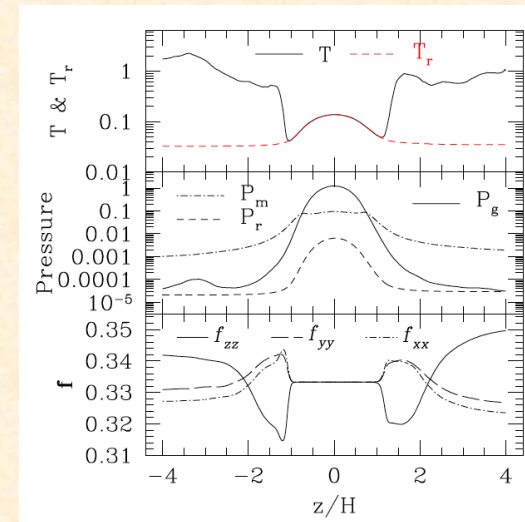 T T_r
T & T_r
1
0.1
0.01
P_m P_g
P_r
Pressure
1
0.1
0.01
0.001
0.0001
10^-5
f_zz f_yy f_xx
f
0.35
0.34
0.33
0.32
0.31
−4 −2 0 2 4
z/H